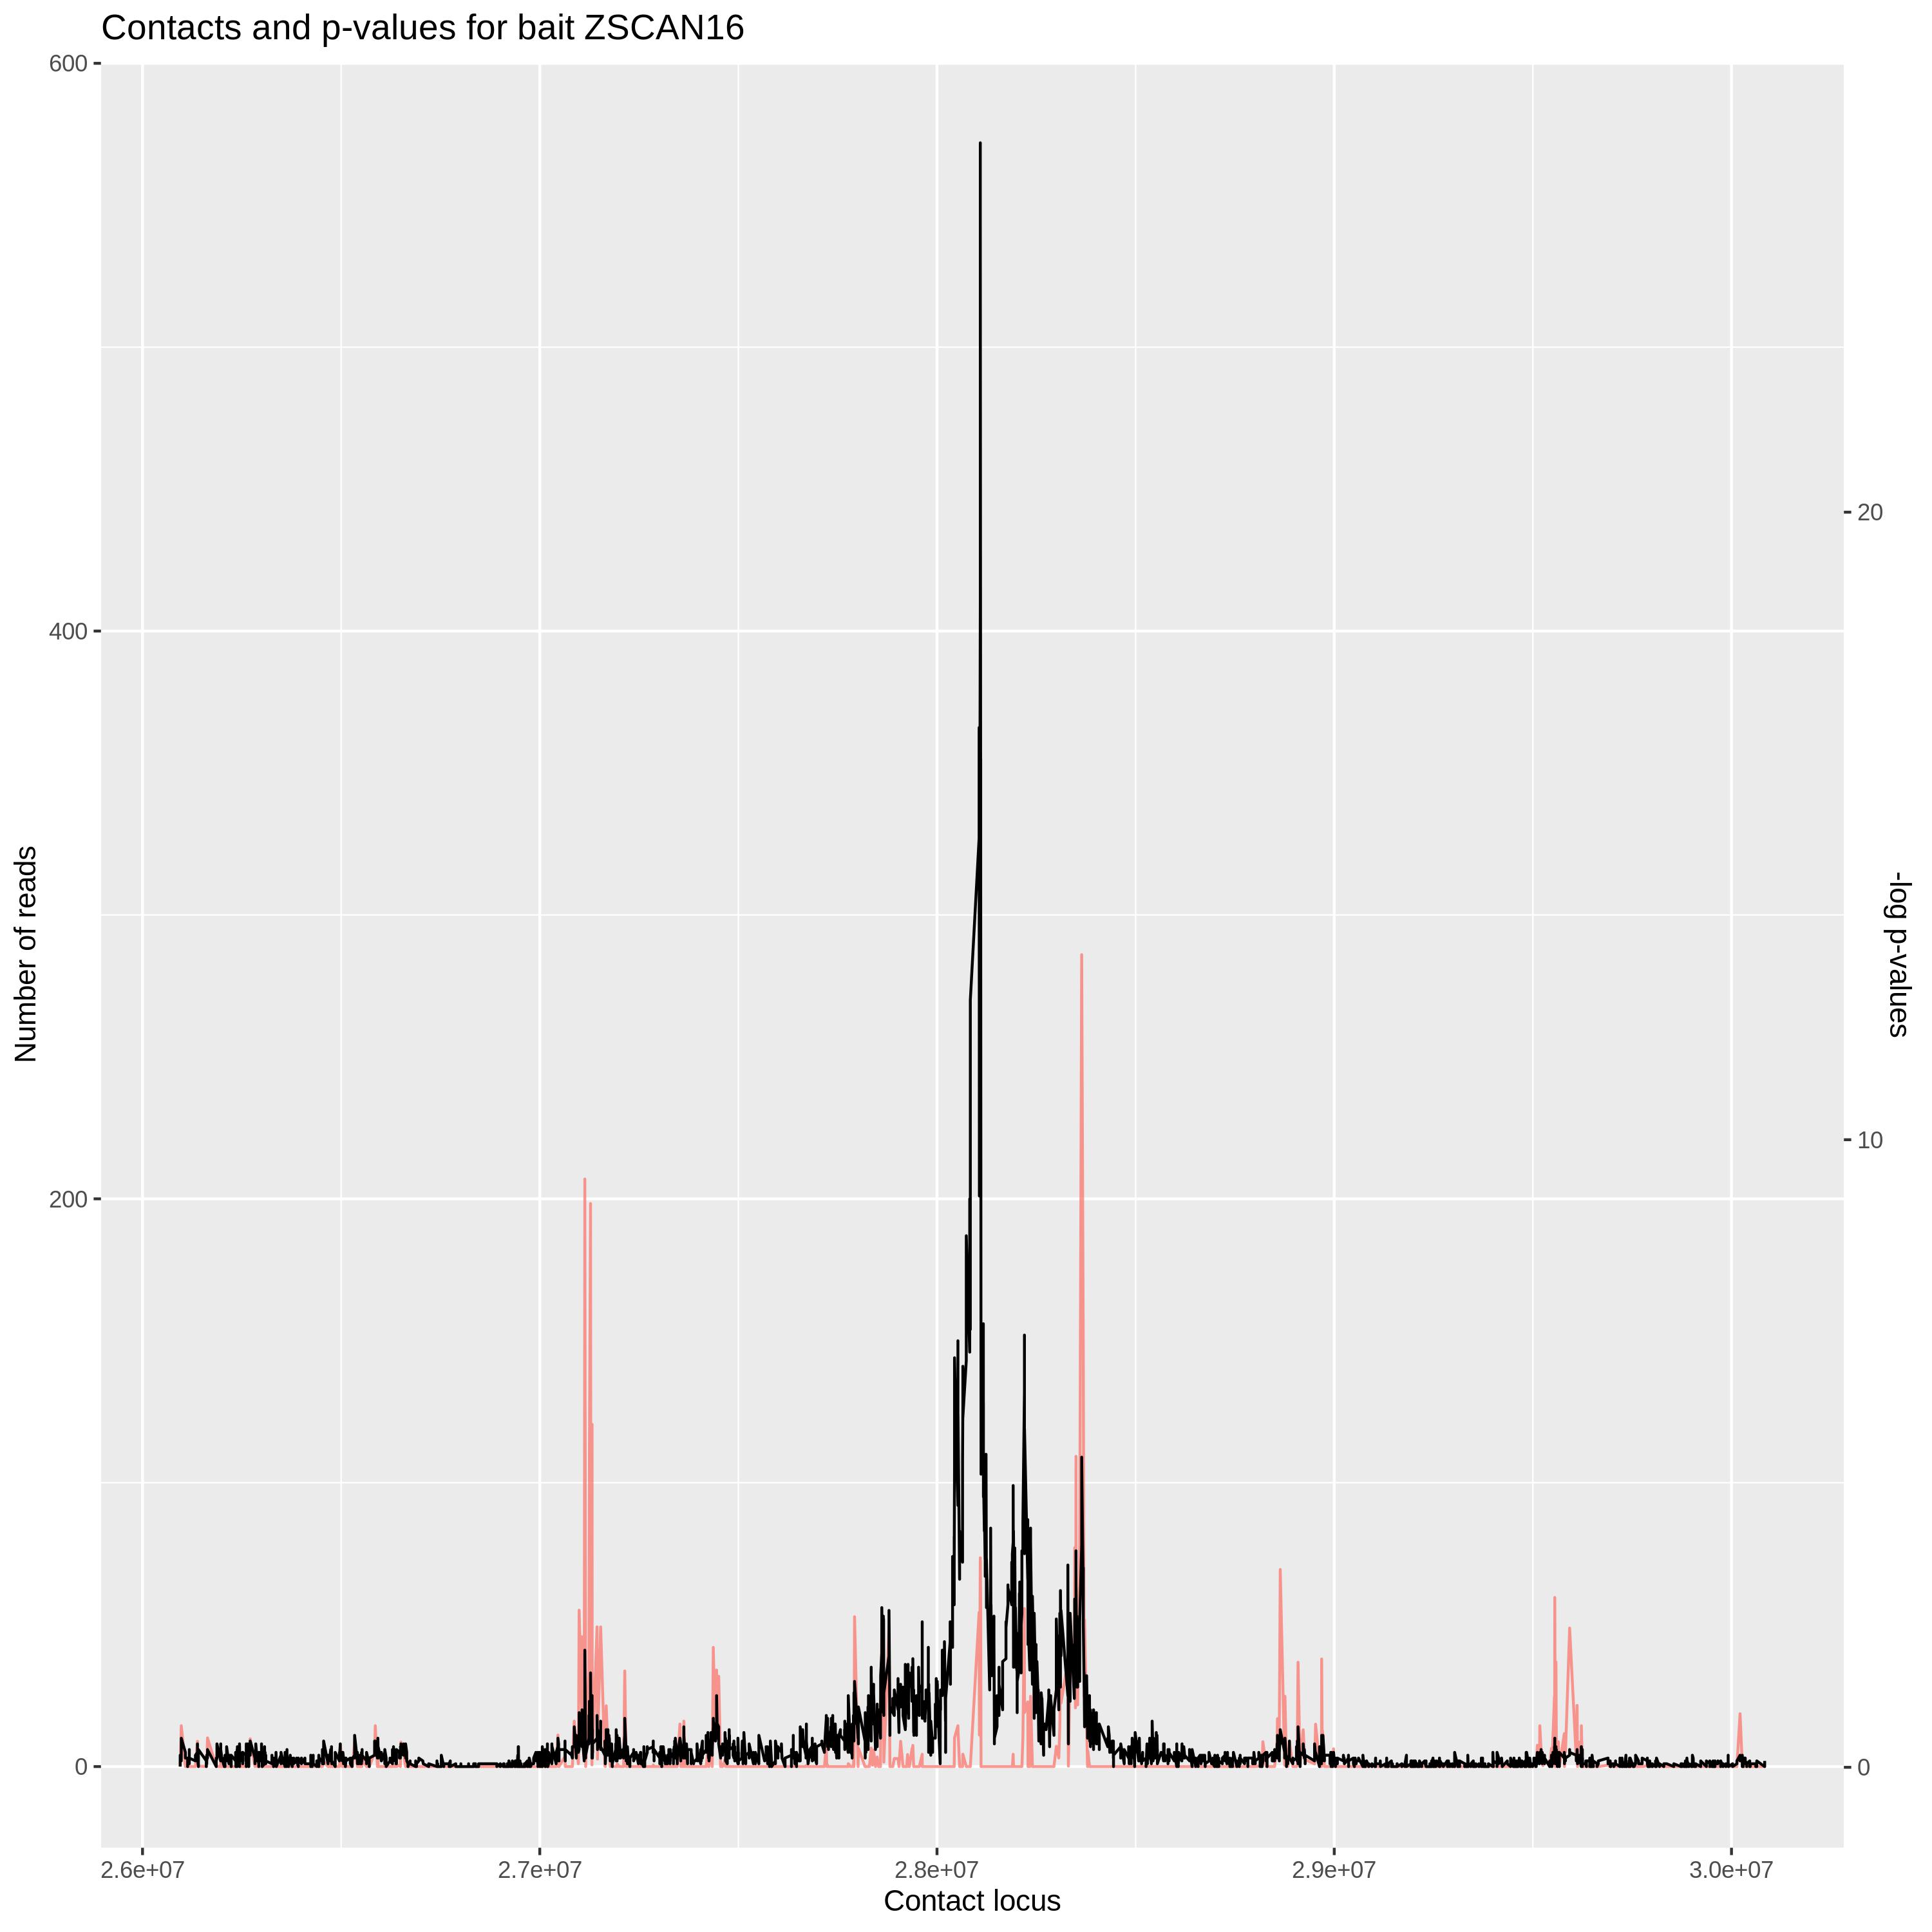 Contacts and p-values for bait ZSCAN16
600
400
200
0
Number of reads
20
10
0
-log p-values
2.6e+07
2.7e+07
2.8e+07
2.9e+07
3.0e+07
Contact locus